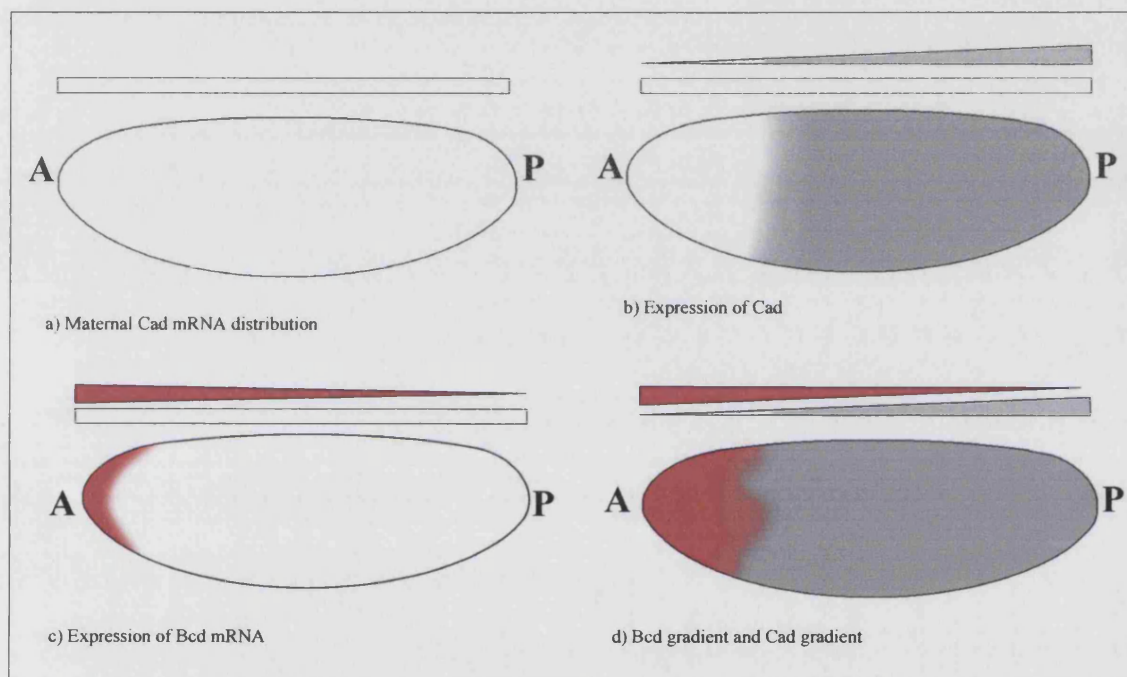 A P
a) Maternal Cad mRNA distribution
A P
b) Expression of Cad
A P
c) Expression of Bcd mRNA
A P
d) Bcd gradient and Cad gradient